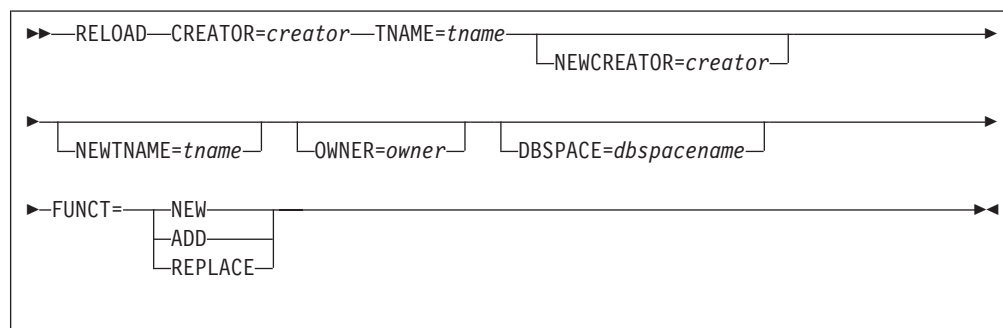 RELOAD CREATOR=creator TNAME=tname
NEWCREATOR=creator
NEWTNAME=tname OWNER=owner DBSPACE=dbspacename
FUNCT= NEW
ADD
REPLACE